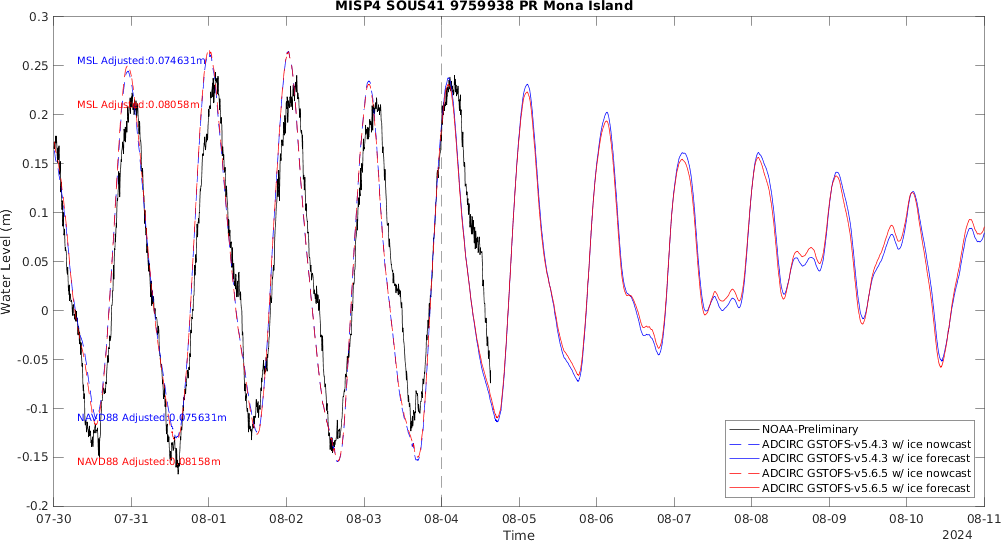 MISP4 SOUS41 9759938 PR Mona Island
0.3
0.25
0.2
0.15
0.1
0.05
0
-0.05
-0.1
-0.15
-0.2
Water Level (m)
MSL Adjusted:0.074631m
MSL Adjusted:0.08058m
NAVD88 Adjusted:0.075631m
NAVD88 Adjusted:0.08158m
NOAA-Preliminary
ADCIRC GSTOFS-v5.4.3 w/ ice nowcast
ADCIRC GSTOFS-v5.4.3 w/ ice forecast
ADCIRC GSTOFS-v5.6.5 w/ ice nowcast
ADCIRC GSTOFS-v5.6.5 w/ ice forecast
07-30 07-31 08-01 08-02 08-03 08-04 08-05 08-06 08-07 08-08 08-09 08-10 08-11
Time
2024